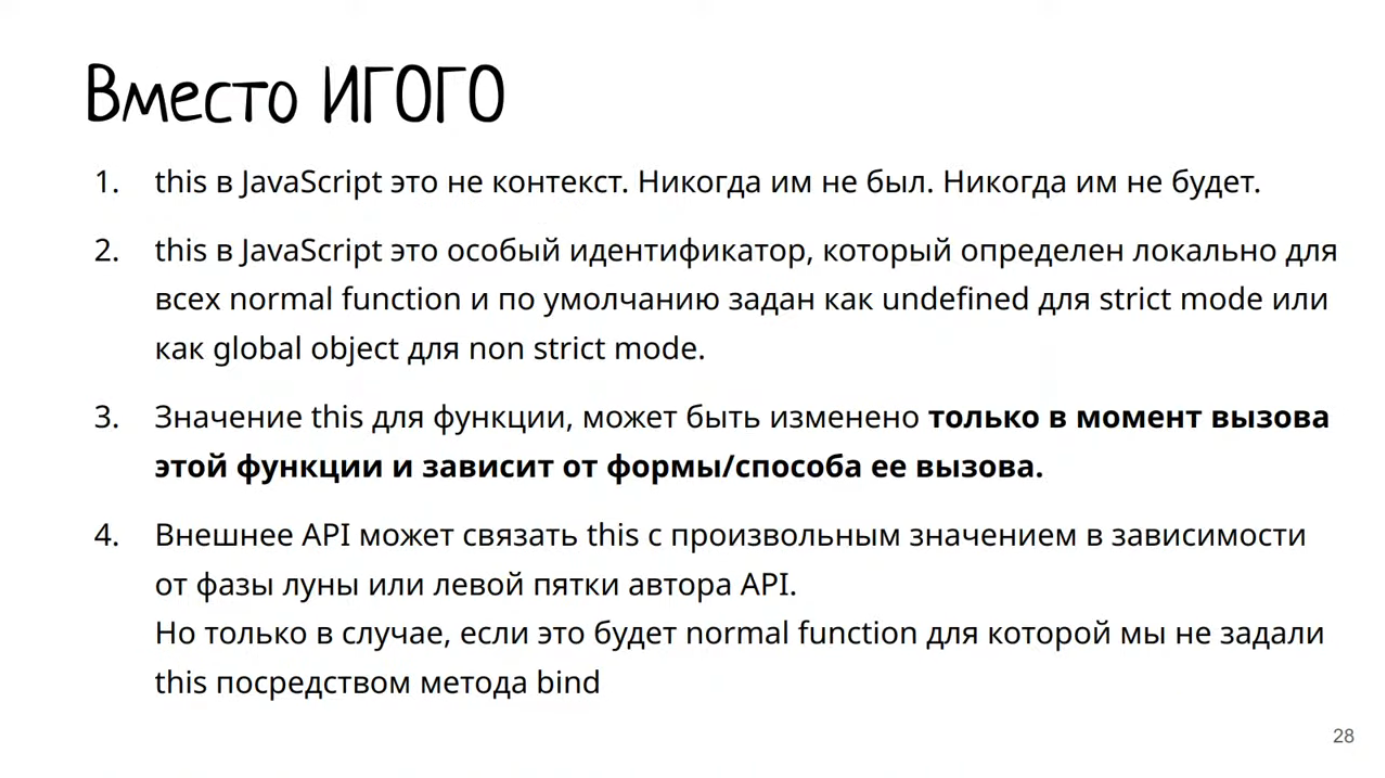 Вместо ИГОГО
1. this в JavaScript это не контекст. Никогда им не был. Никогда им не будет.
2. this в JavaScript это особый идентификатор, который определен локально для
всех normal function и по умолчанию задан как undefined для strict mode или
как global object для non strict mode.
3. Значение this для функции, может быть изменено только в момент вызова
этой функции и зависит от формы/способа ее вызова.
4. Внешнее API может связать this с произвольным значением в зависимости
от фазы луны или левой пятки автора API.
Но только в случае, если это будет normal function для которой мы не задали
this посредством метода bind
28